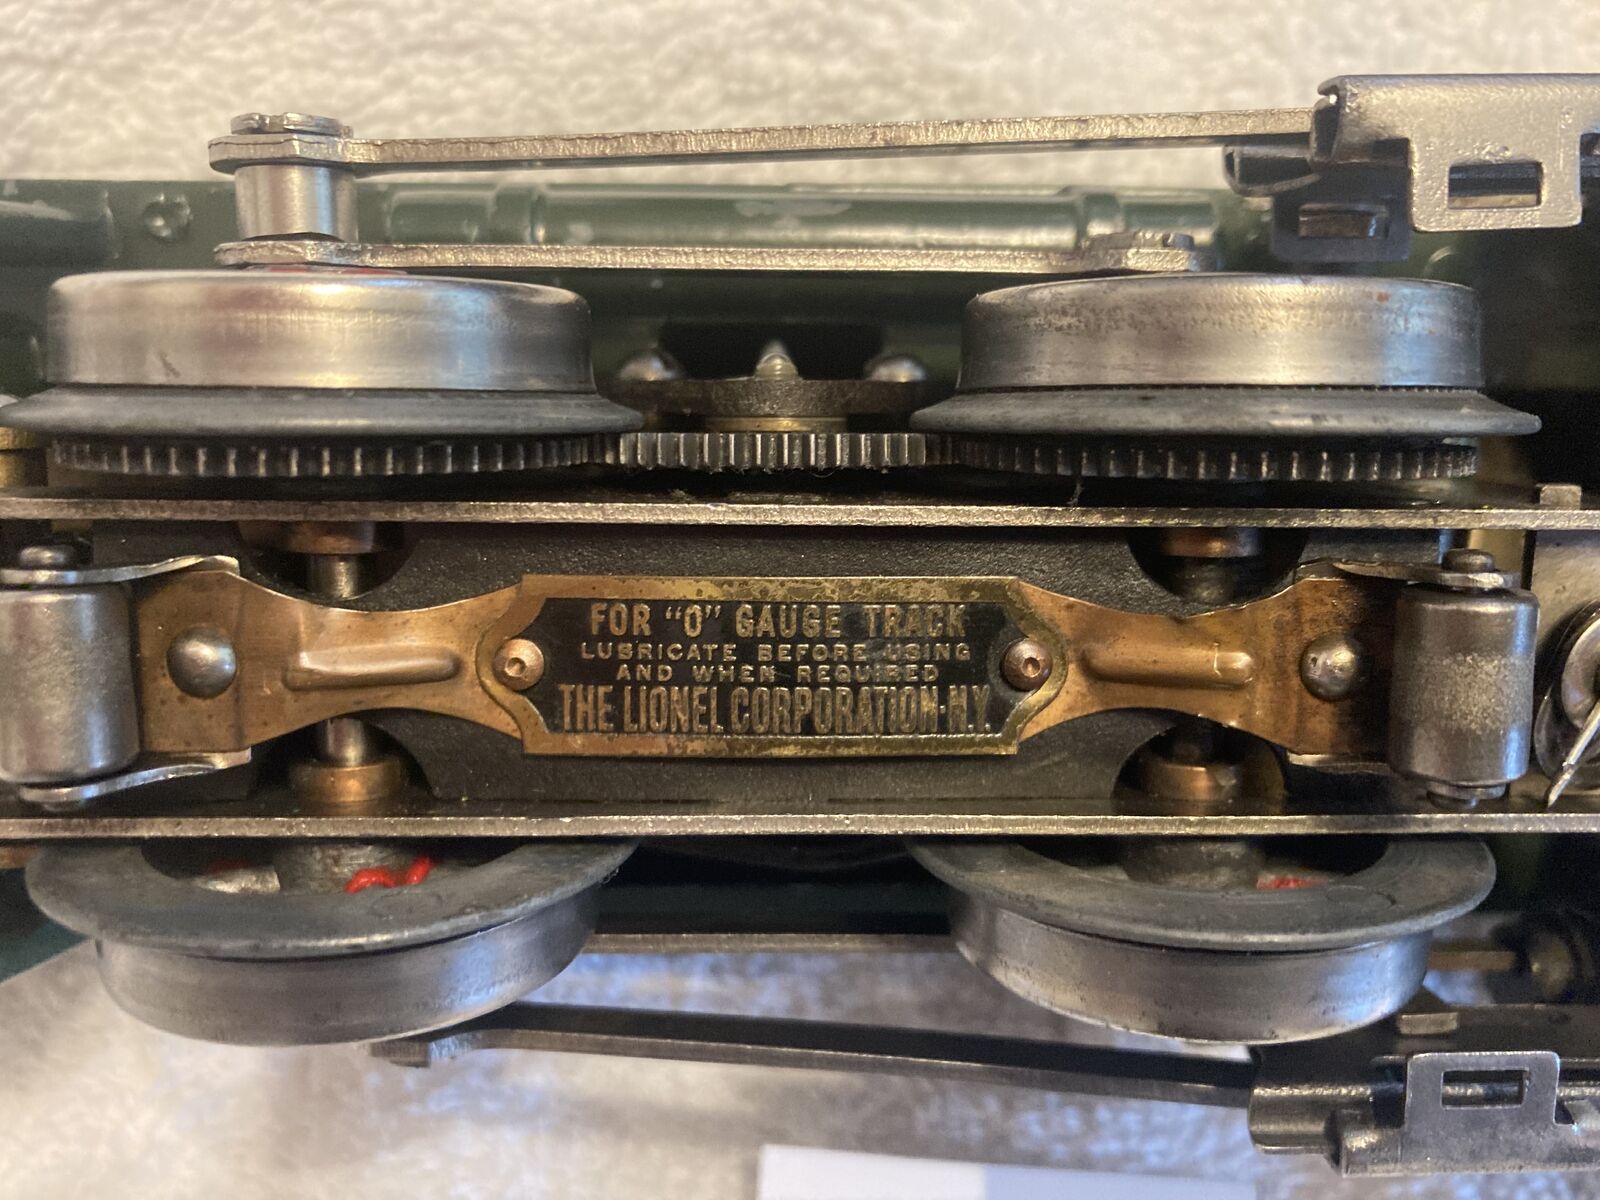 FOR "O" GAUGE TRACK
LUBRICATE BEFORE USING
AND WHEN REQUIRED
THE LIONEL CORPORATION·N.Y.